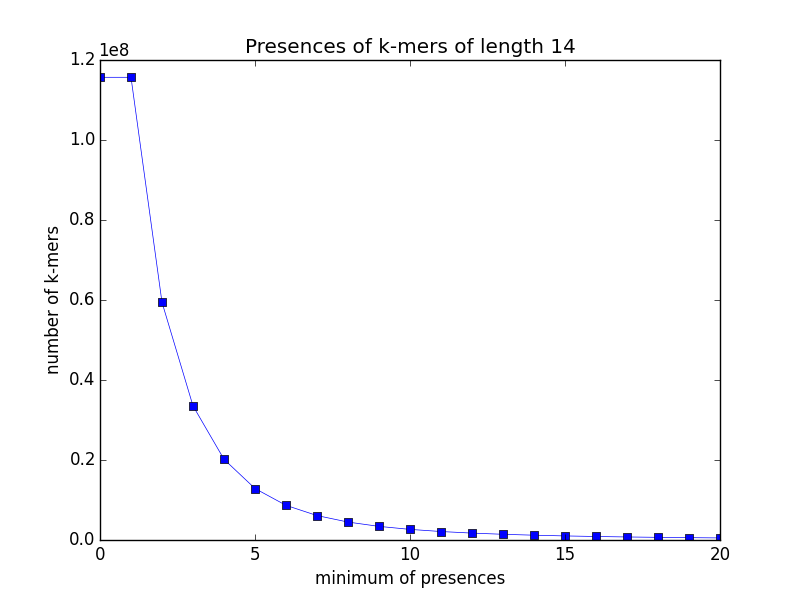 Presences of k-mers of length 14
1e8
1.2
1.0
0.8
0.6
0.4
0.2
0.0
number of k-mers
0 5 10 15 20
minimum of presences